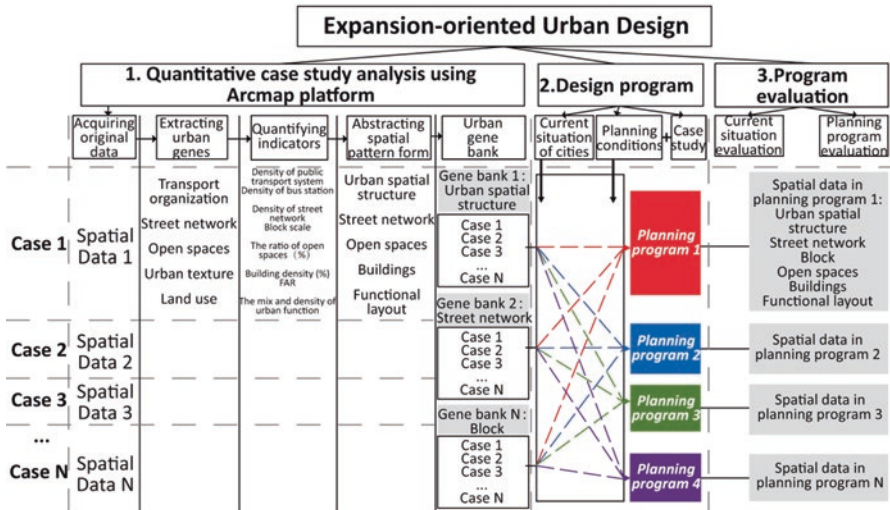 Expansion-oriented Urban Design
1. Quantitative case study analysis using
Arcmap platform
2.Design program
3.Program
evaluation
Acquiring
original
data
Extracting
urban
genes
Quantifying
indicators
Abstracting
spatial
pattern form
Urban
gene
bank
Current
situation
of cities
Planning
conditions
+
Case
study
Current
situation
evaluation
Planning
program
evaluation
Case 1
Spatial
Data 1
Transport
organization
Street network
Open spaces
Urban texture
Land use
Density of public
transport system
Density of bus station
Density of street
network
Block scale
The ratio of open
spaces (%)
Building density (%)
FAR
The mix and density of
urban function
Urban spatial
structure
Street network
Open spaces
Buildings
Functional
layout
Gene bank 1:
Urban spatial
structure
Case 1
Case 2
Case 3
...
Case N
Planning
program 1
Spatial data in
planning program 1:
Urban spatial
structure
Street network
Block
Open spaces
Buildings
Functional layout
Case 2
Spatial
Data 2
Gene bank 2:
Street network
Case 1
Case 2
Case 3
...
Case N
Planning
program 2
Spatial data in
planning program 2
Case 3
Spatial
Data 3
Planning
program 3
Spatial data in
planning program 3
...
Case N
Spatial
Data N
Gene bank N:
Block
Case 1
Case 2
Case 3
...
Case N
Planning
program 4
Spatial data in
planning program N